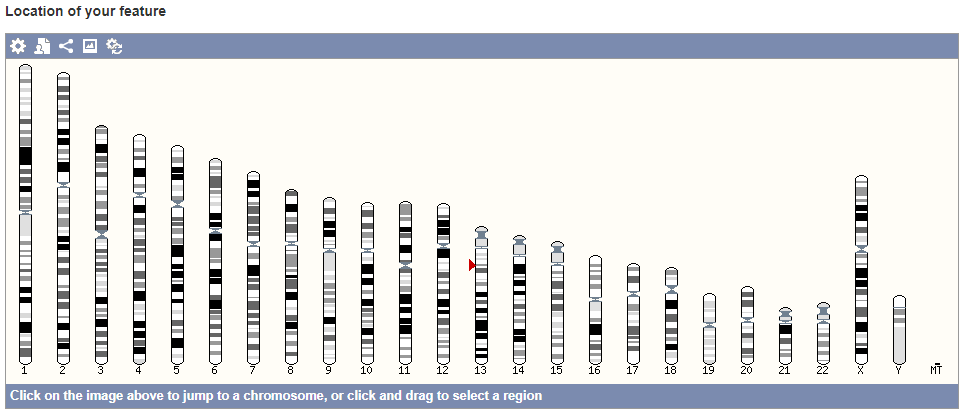 Location of your feature
1 2 3 4 5 6 7 8 9 10 11 12 13 14 15 16 17 18 19 20 21 22 X Y MT
Click on the image above to jump to a chromosome, or click and drag to select a region